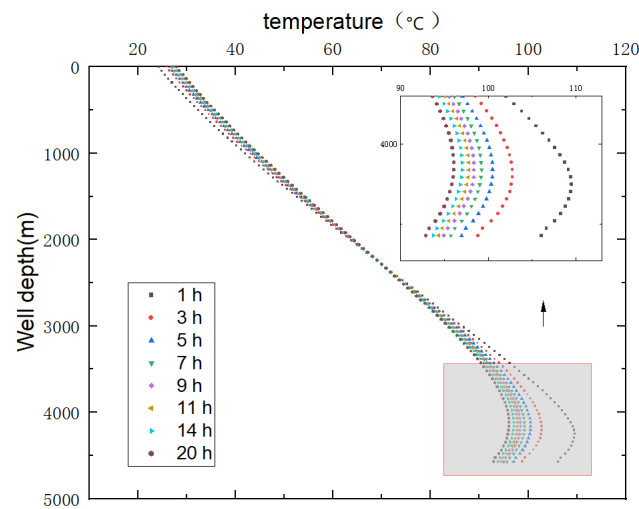 temperature（℃）
20 40 60 80 100 120
0
90 100 110
4000
1000
2000
Well depth(m)
1 h
3 h
5 h
7 h
9 h
11 h
14 h
20 h
3000
4000
5000